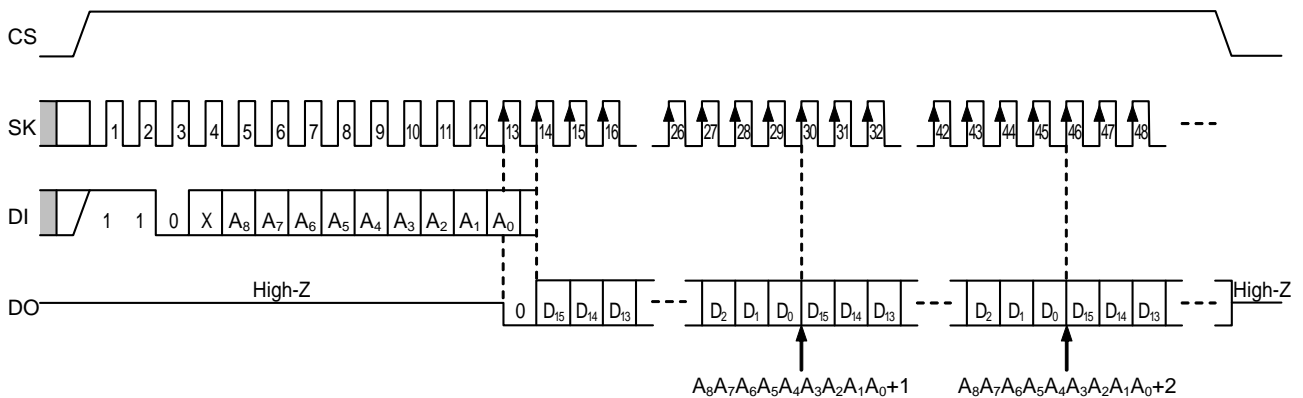 CS
SK 1 2 3 4 5 6 7 8 9 10 11 12 13 14 15 16 26 27 28 29 30 31 32 42 43 44 45 46 47 48
DI 1 1 0 X A₈ A₇ A₆ A₅ A₄ A₃ A₂ A₁ A₀
High-Z High-Z
DO 0 D₁₅ D₁₄ D₁₃ D₂ D₁ D₀ D₁₅ D₁₄ D₁₃ D₂ D₁ D₀ D₁₅ D₁₄ D₁₃
A₈A₇A₆A₅A₄A₃A₂A₁A₀+1 A₈A₇A₆A₅A₄A₃A₂A₁A₀+2